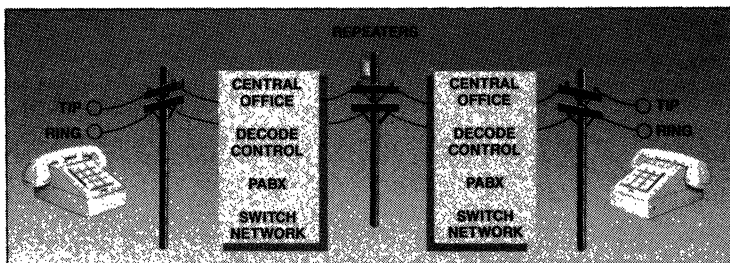 REPEATERS
TIP
RING
CENTRAL
OFFICE
DECODE
CONTROL
PABX
SWITCH
NETWORK
CENTRAL
OFFICE
DECODE
CONTROL
PABX
SWITCH
NETWORK
TIP
RING